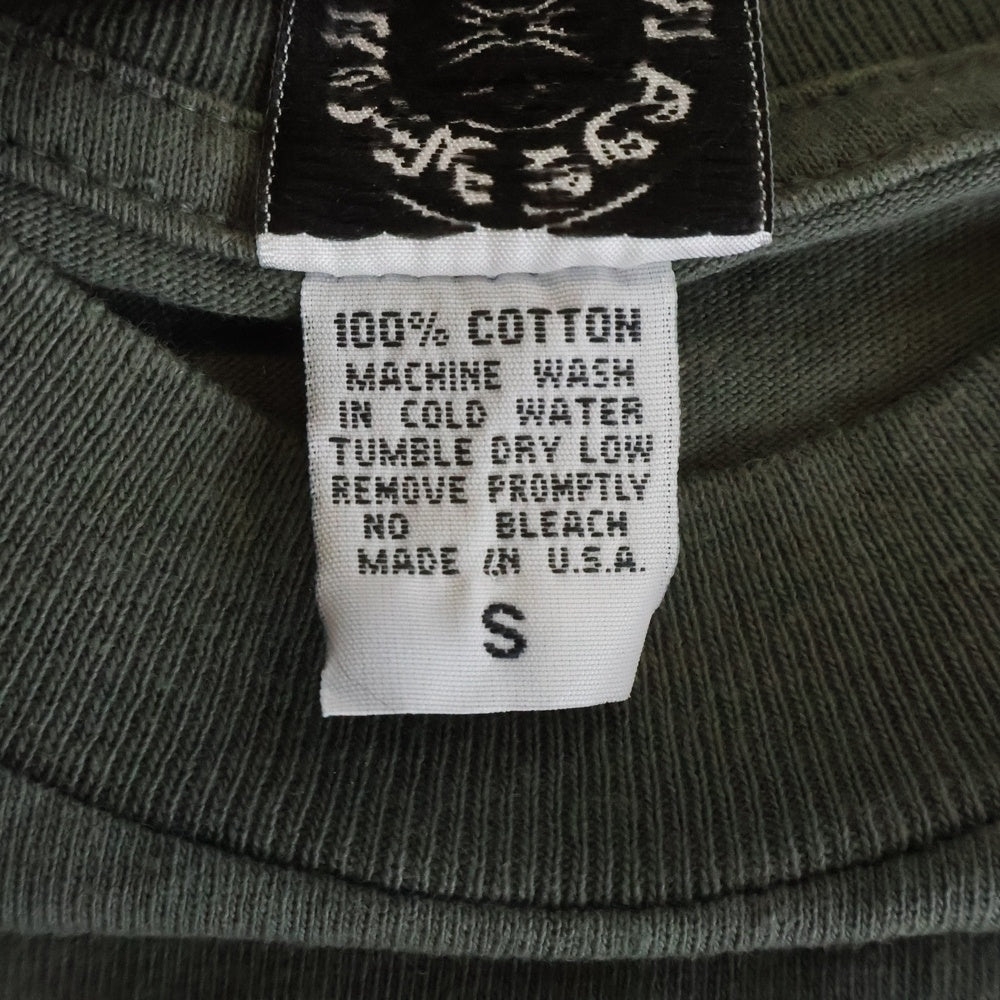 100% COTTON
MACHINE WASH
IN COLD WATER
TUMBLE DRY LOW
REMOVE PROMPTLY
NO BLEACH
MADE IN U.S.A.
S